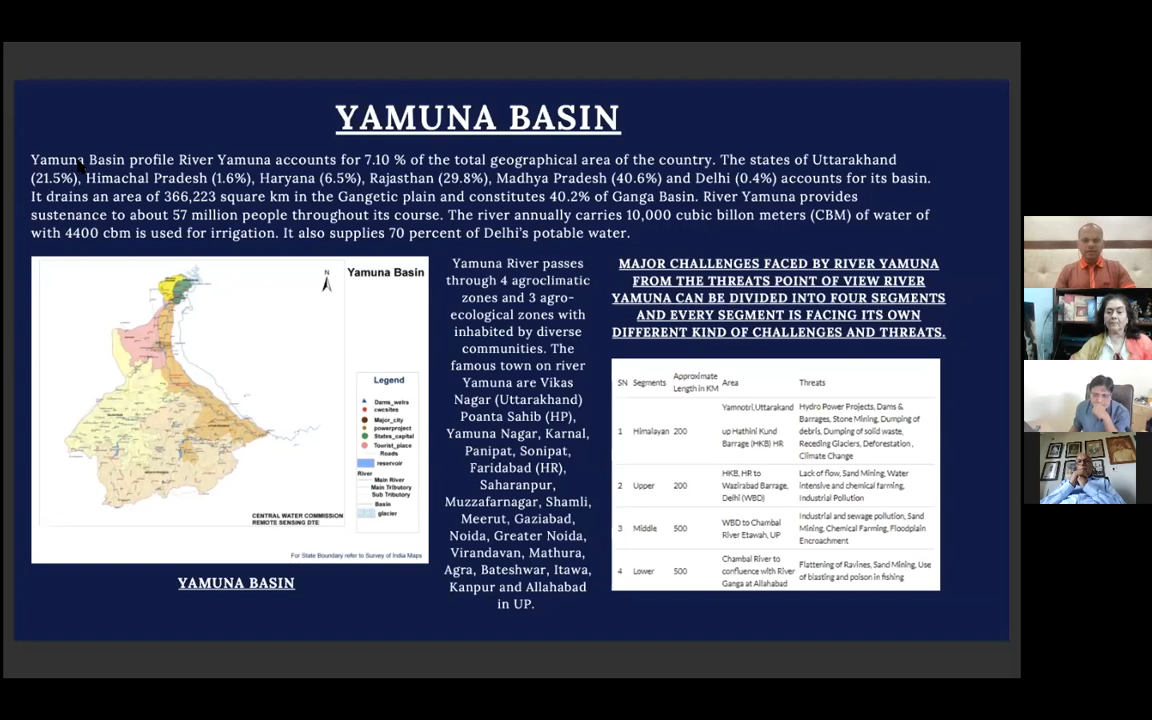 YAMUNA BASIN
Yamuna Basin profile River Yamuna accounts for 7.10 % of the total geographical area of the country. The states of Uttarakhand
(21.5%), Himachal Pradesh (1.6%), Haryana (6.5%), Rajasthan (29.8%), Madhya Pradesh (40.6%) and Delhi (0.4%) accounts for its basin.
It drains an area of 366,223 square km in the Gangetic plain and constitutes 40.2% of Ganga Basin. River Yamuna provides
sustenance to about 57 million people throughout its course. The river annually carries 10,000 cubic billon meters (CBM) of water of
with 4400 cbm is used for irrigation. It also supplies 70 percent of Delhi's potable water.
N
Yamuna Basin
Legend
Dams_weirs
cwcsites
Major_city
powerproject
States_capital
Tourist_place
Roads
reservoir
River
Main River
Main Tributary
Sub Tributary
Basin
glacier
CENTRAL WATER COMMISSION
REMOTE SENSING DTE
For State Boundary refer to Survey of India Maps
YAMUNA BASIN
Yamuna River passes
through 4 agroclimatic
zones and 3 agro-
ecological zones with
inhabited by diverse
communities. The
famous town on river
Yamuna are Vikas
Nagar (Uttarakhand)
Poanta Sahib (HP),
Yamuna Nagar, Karnal,
Panipat, Sonipat,
Faridabad (HR),
Saharanpur,
Muzzafarnagar, Shamli,
Meerut, Gaziabad,
Noida, Greater Noida,
Virandavan, Mathura,
Agra, Bateshwar, Itawa,
Kanpur and Allahabad
in UP.
MAJOR CHALLENGES FACED BY RIVER YAMUNA
FROM THE THREATS POINT OF VIEW RIVER
YAMUNA CAN BE DIVIDED INTO FOUR SEGMENTS
AND EVERY SEGMENT IS FACING ITS OWN
DIFFERENT KIND OF CHALLENGES AND THREATS.
SN Segments Approximate Length in KM Area Threats
1 Himalayan 200
Yamnotri,Uttarakand
up Hathini Kund
Barrage (HKB) HR
Hydro Power Projects, Dams &
Barrages, Stone Mining, Dumping of
debris, Dumping of solid waste,
Receding Glaciers, Deforestation ,
Climate Change
2 Upper 200
HKB, HR to
Wazirabad Barrage,
Delhi (WBD)
Lack of flow, Sand Mining, Water
intensive and chemical farming,
Industrial Pollution
3 Middle 500
WBD to Chambal
River Etawah, UP
Industrial and sewage pollution, Sand
Mining, Chemical Farming, Floodplain
Encroachment
4 Lower 500
Chambal River to
confluence with River
Ganga at Allahabad
Flattening of Ravines, Sand Mining, Use
of blasting and poison in fishing